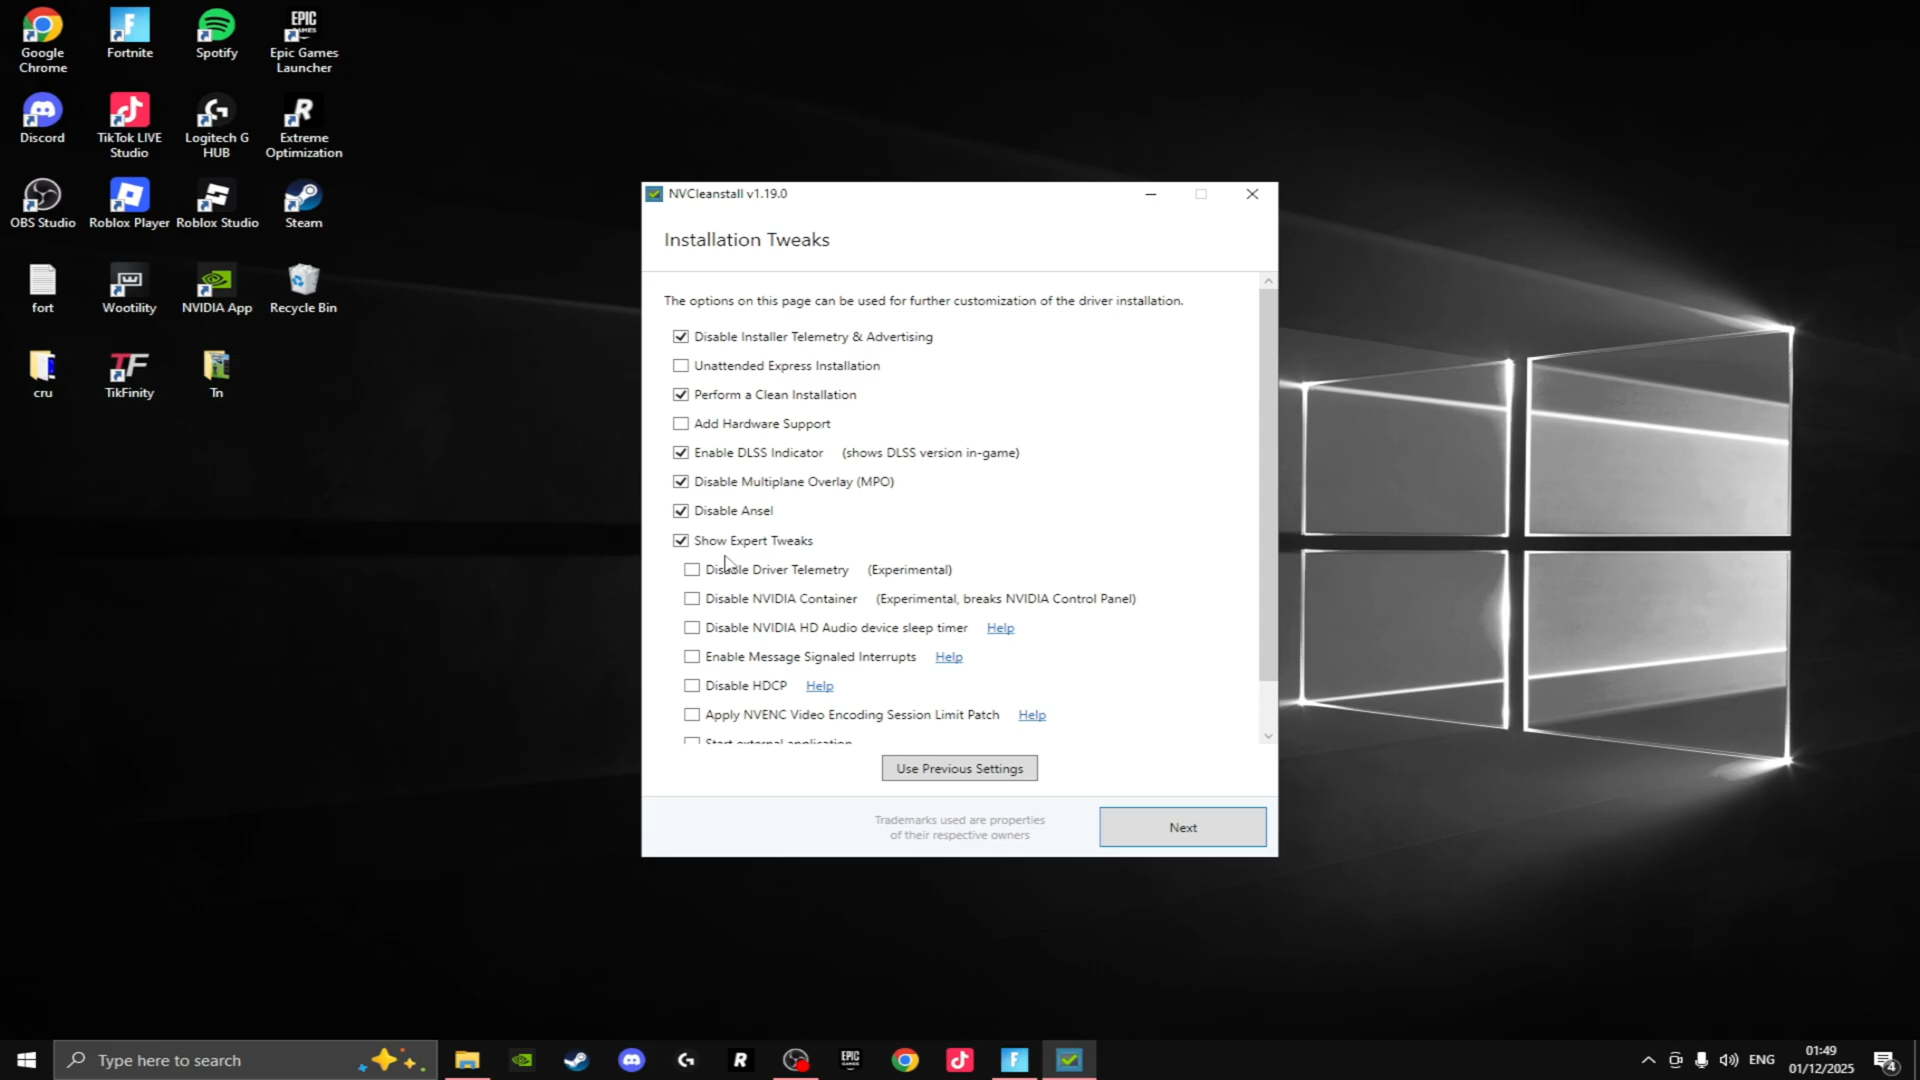 Google
Chrome
Fortnite
Spotify
EPIC
GAMES
Epic Games
Launcher
Discord
TikTok LIVE
Studio
Logitech G
HUB
R
Extreme
Optimization
OBS Studio
Roblox Player
Roblox Studio
Steam
fort
Wootility
NVIDIA App
Recycle Bin
cru
TF
TikFinity
Tn
NVCleanstall v1.19.0
Installation Tweaks
The options on this page can be used for further customization of the driver installation.
Disable Installer Telemetry & Advertising
Unattended Express Installation
Perform a Clean Installation
Add Hardware Support
Enable DLSS Indicator (shows DLSS version in-game)
Disable Multiplane Overlay (MPO)
Disable Ansel
Show Expert Tweaks
Disable Driver Telemetry (Experimental)
Disable NVIDIA Container (Experimental, breaks NVIDIA Control Panel)
Disable NVIDIA HD Audio device sleep timer Help
Enable Message Signaled Interrupts Help
Disable HDCP Help
Apply NVENC Video Encoding Session Limit Patch Help
Start external application
Use Previous Settings
Trademarks used are properties
of their respective owners
Next
Type here to search
R
EPIC
ENG
01:49
01/12/2025
4